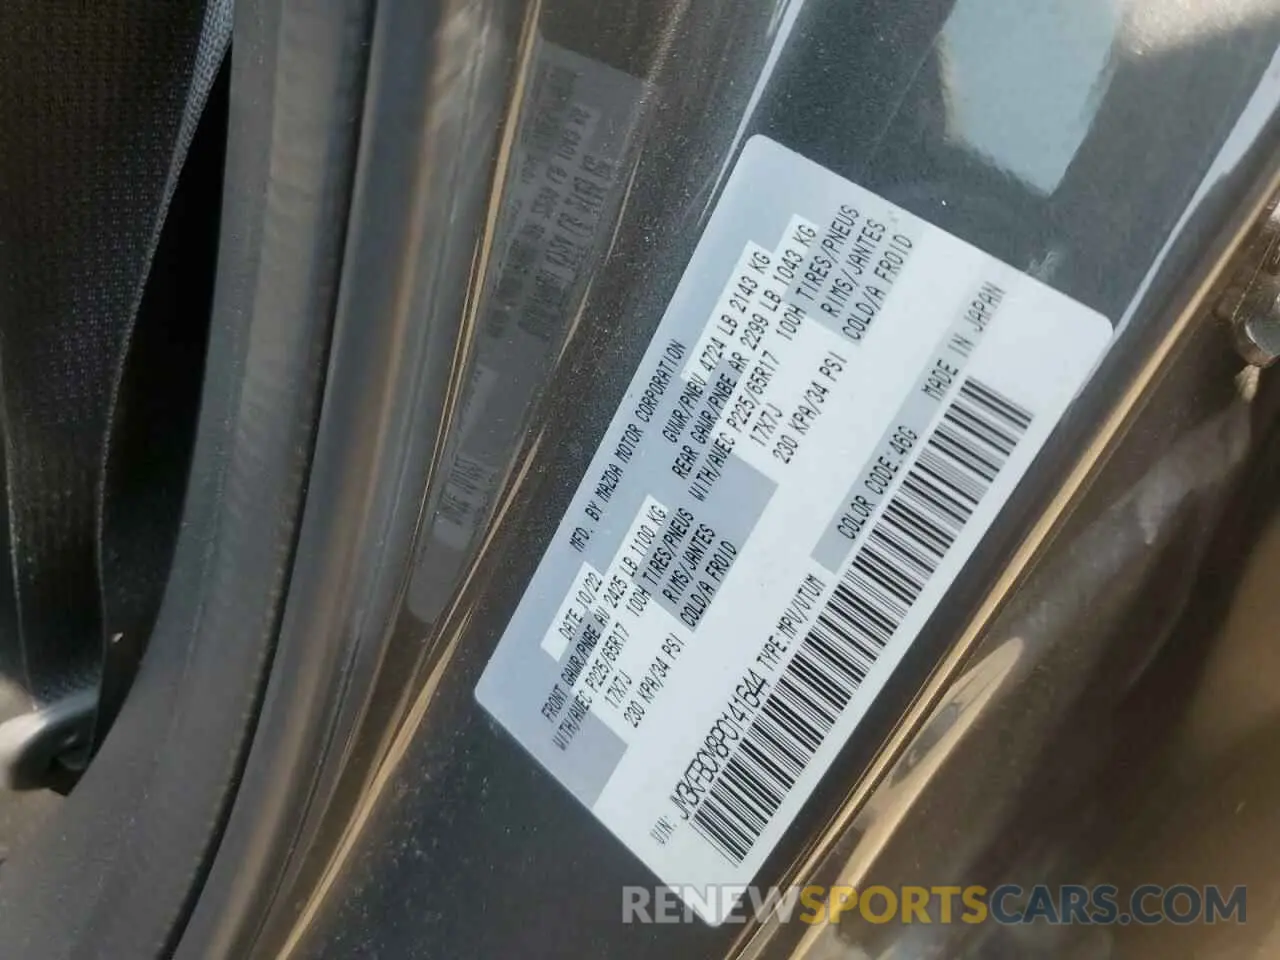 MFD. BY MAZDA MOTOR CORPORATION
DATE 10/22 GVWR/PNBV 4724 LB 2143 KG
FRONT GAWR/PNBE AV 2425 LB 1100 KG REAR GAWR/PNBE AR 2299 LB 1043 KG
WITH/AVEC P225/65R17 100H TIRES/PNEUS WITH/AVEC P225/65R17 100H TIRES/PNEUS
17X7J RIMS/JANTES 17X7J RIMS/JANTES
230 KPA/34 PSI COLD/A FROID 230 KPA/34 PSI COLD/A FROID
VIN: JM3KFBCM8P0141644 TYPE:MPV/VTUM COLOR CODE:46G MADE IN JAPAN
RENEWSPORTSCARS.COM